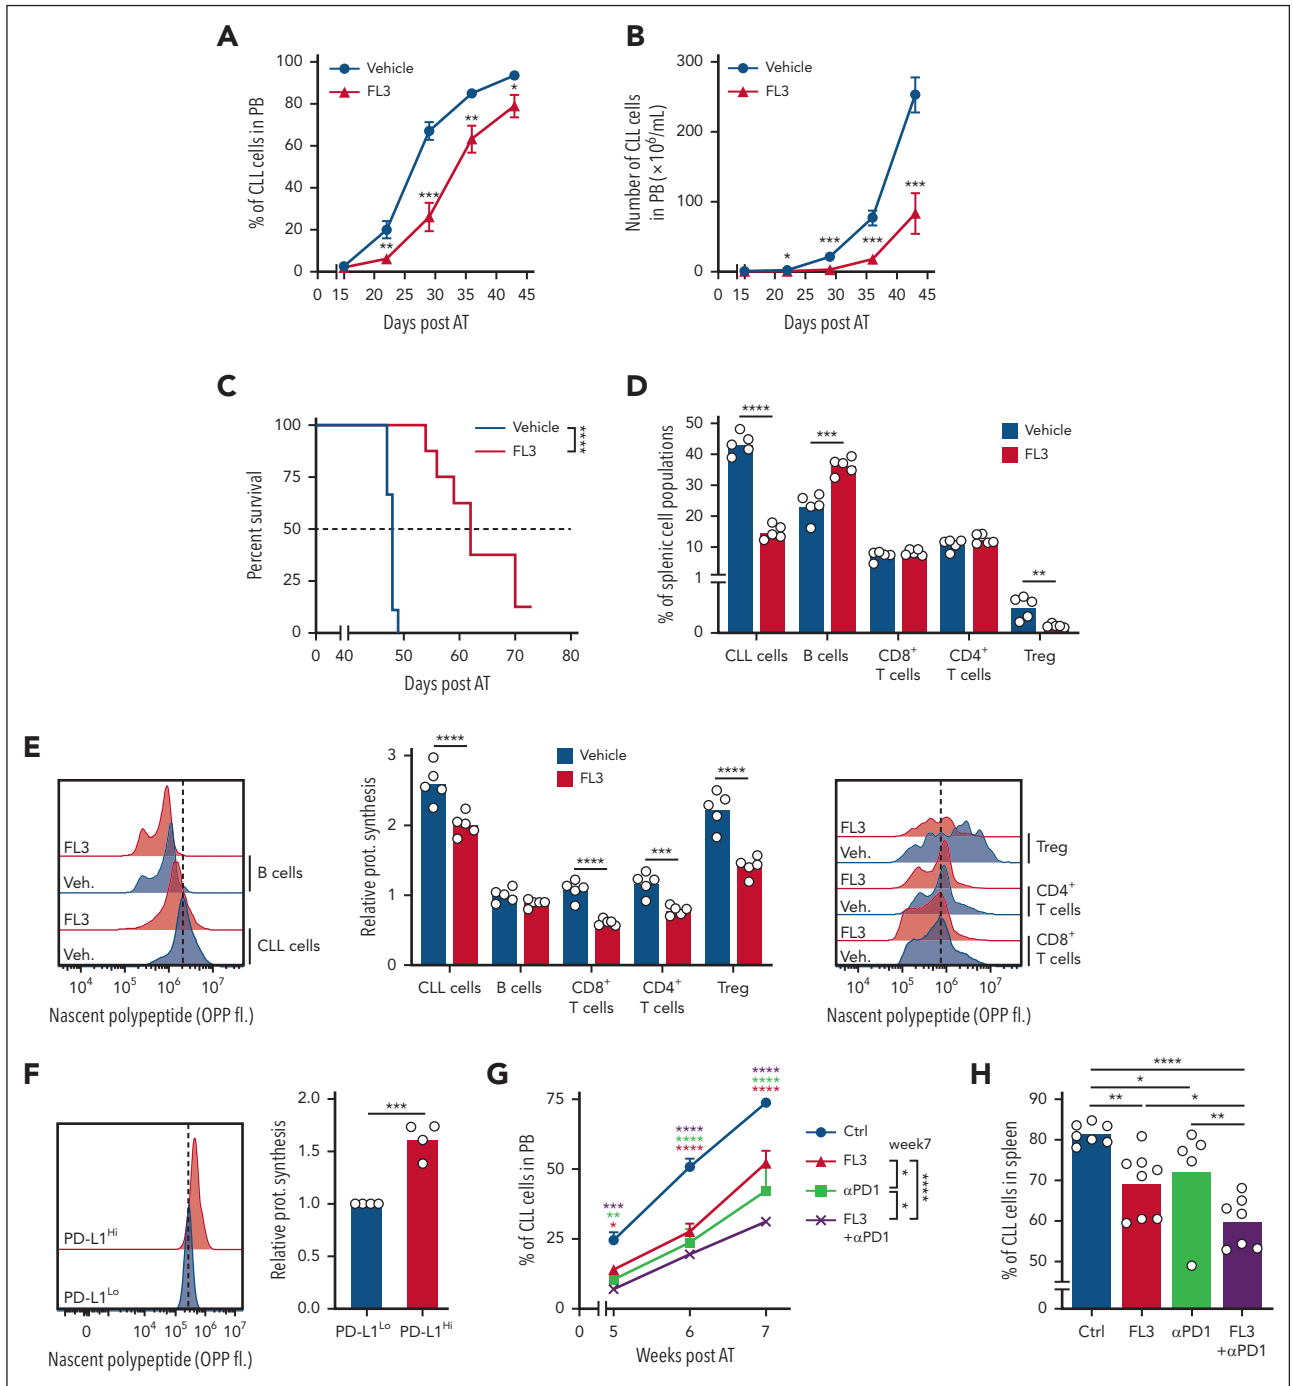 A
% of CLL cells in PB
100
80
60
40
20
0
Vehicle
FL3
**
***
**
*
0 15 20 25 30 35 40 45
Days post AT
B
Number of CLL cells
in PB (×10⁶/mL)
300
200
100
0
Vehicle
FL3
*
***
***
***
0 15 20 25 30 35 40 45
Days post AT
C
Percent survival
100
75
50
25
0
Vehicle
FL3
****
0 40 50 60 70 80
Days post AT
D
% of splenic cell populations
50
40
30
20
10
1
0
****
***
**
Vehicle
FL3
CLL cells B cells CD8⁺ CD4⁺ Treg
T cells T cells
E
FL3
Veh.
FL3
Veh.
B cells
CLL cells
10⁴ 10⁵ 10⁶ 10⁷
Nascent polypeptide (OPP fl.)
Relative prot. synthesis
3
2
1
0
****
****
***
****
Vehicle
FL3
CLL cells B cells CD8⁺ CD4⁺ Treg
T cells T cells
FL3
Veh.
FL3
Veh.
FL3
Veh.
Treg
CD4⁺
T cells
CD8⁺
T cells
10⁴ 10⁵ 10⁶ 10⁷
Nascent polypeptide (OPP fl.)
F
PD-L1ᴴⁱ
PD-L1ᴸᵒ
0 10⁴ 10⁵ 10⁶ 10⁷
Nascent polypeptide (OPP fl.)
Relative prot. synthesis
2.0
1.5
1.0
0.5
0.0
***
PD-L1ᴸᵒ PD-L1ᴴⁱ
G
% of CLL cells in PB
75
50
25
0
***
**
*
****
****
****
****
****
****
Ctrl
FL3
αPD1
FL3
+αPD1
week7
*
*
****
0 5 6 7
Weeks post AT
H
% of CLL cells in spleen
90
80
70
60
50
0
****
*
** *
**
Ctrl FL3 αPD1 FL3
+αPD1